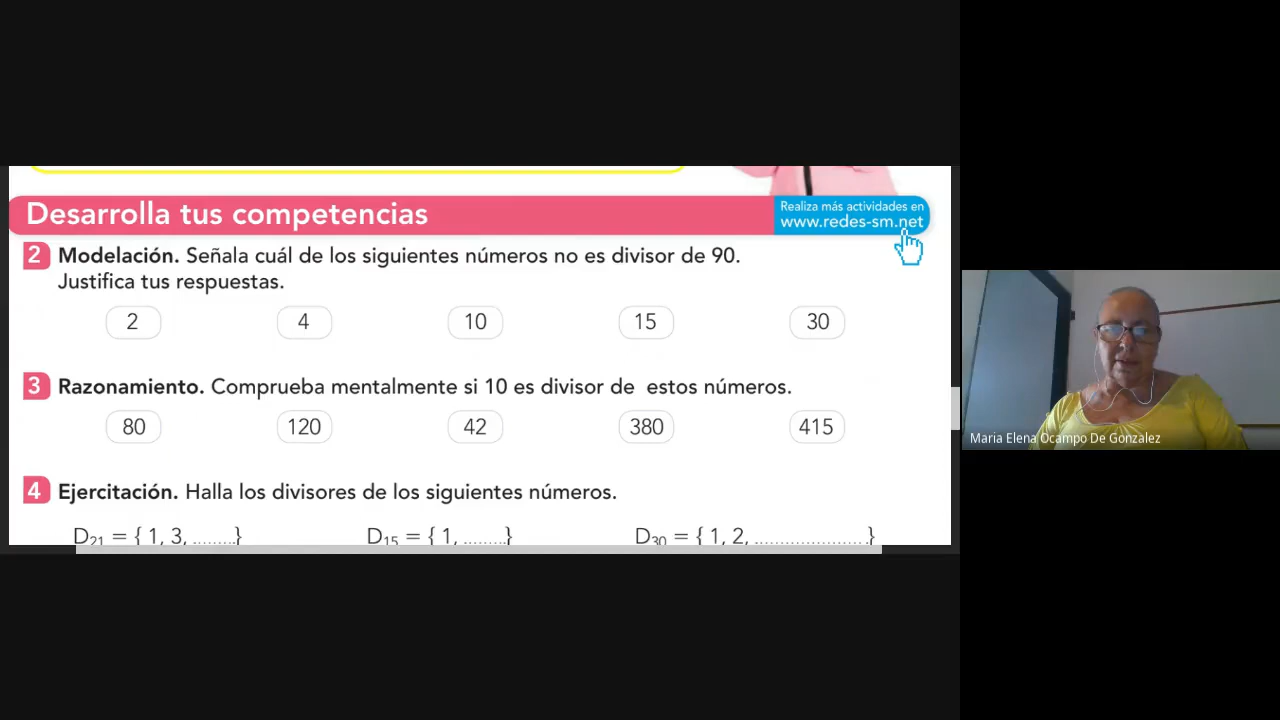 Desarrolla tus competencias
Realiza más actividades en
www.redes-sm.net
2 Modelación. Señala cuál de los siguientes números no es divisor de 90.
Justifica tus respuestas.
2 4 10 15 30
3 Razonamiento. Comprueba mentalmente si 10 es divisor de estos números.
80 120 42 380 415
4 Ejercitación. Halla los divisores de los siguientes números.
D21 = { 1, 3, ........} D15 = { 1, ........} D30 = { 1, 2, ..................... }
Maria Elena Ocampo De Gonzalez